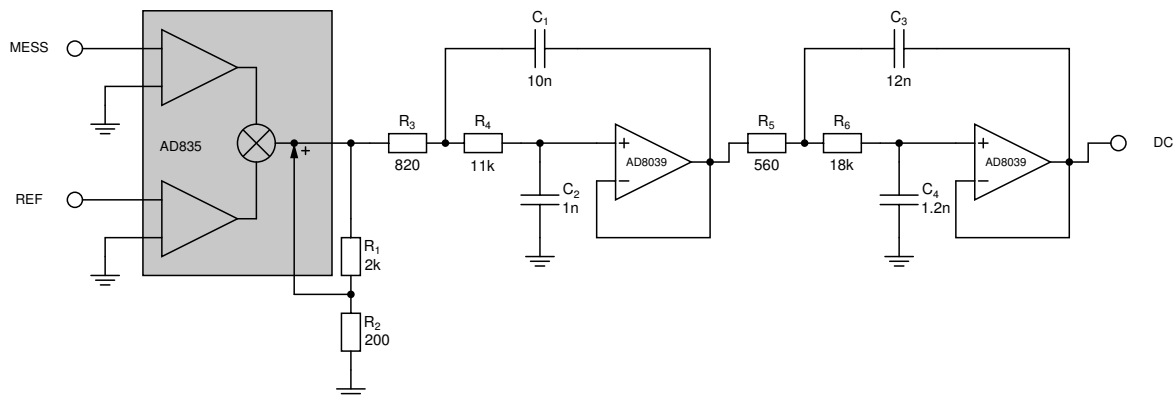 MESS
REF
AD835
+
R1
2k
R2
200
R3
820
R4
11k
C1
10n
C2
1n
+
−
AD8039
R5
560
R6
18k
C3
12n
C4
1.2n
+
−
AD8039
DC